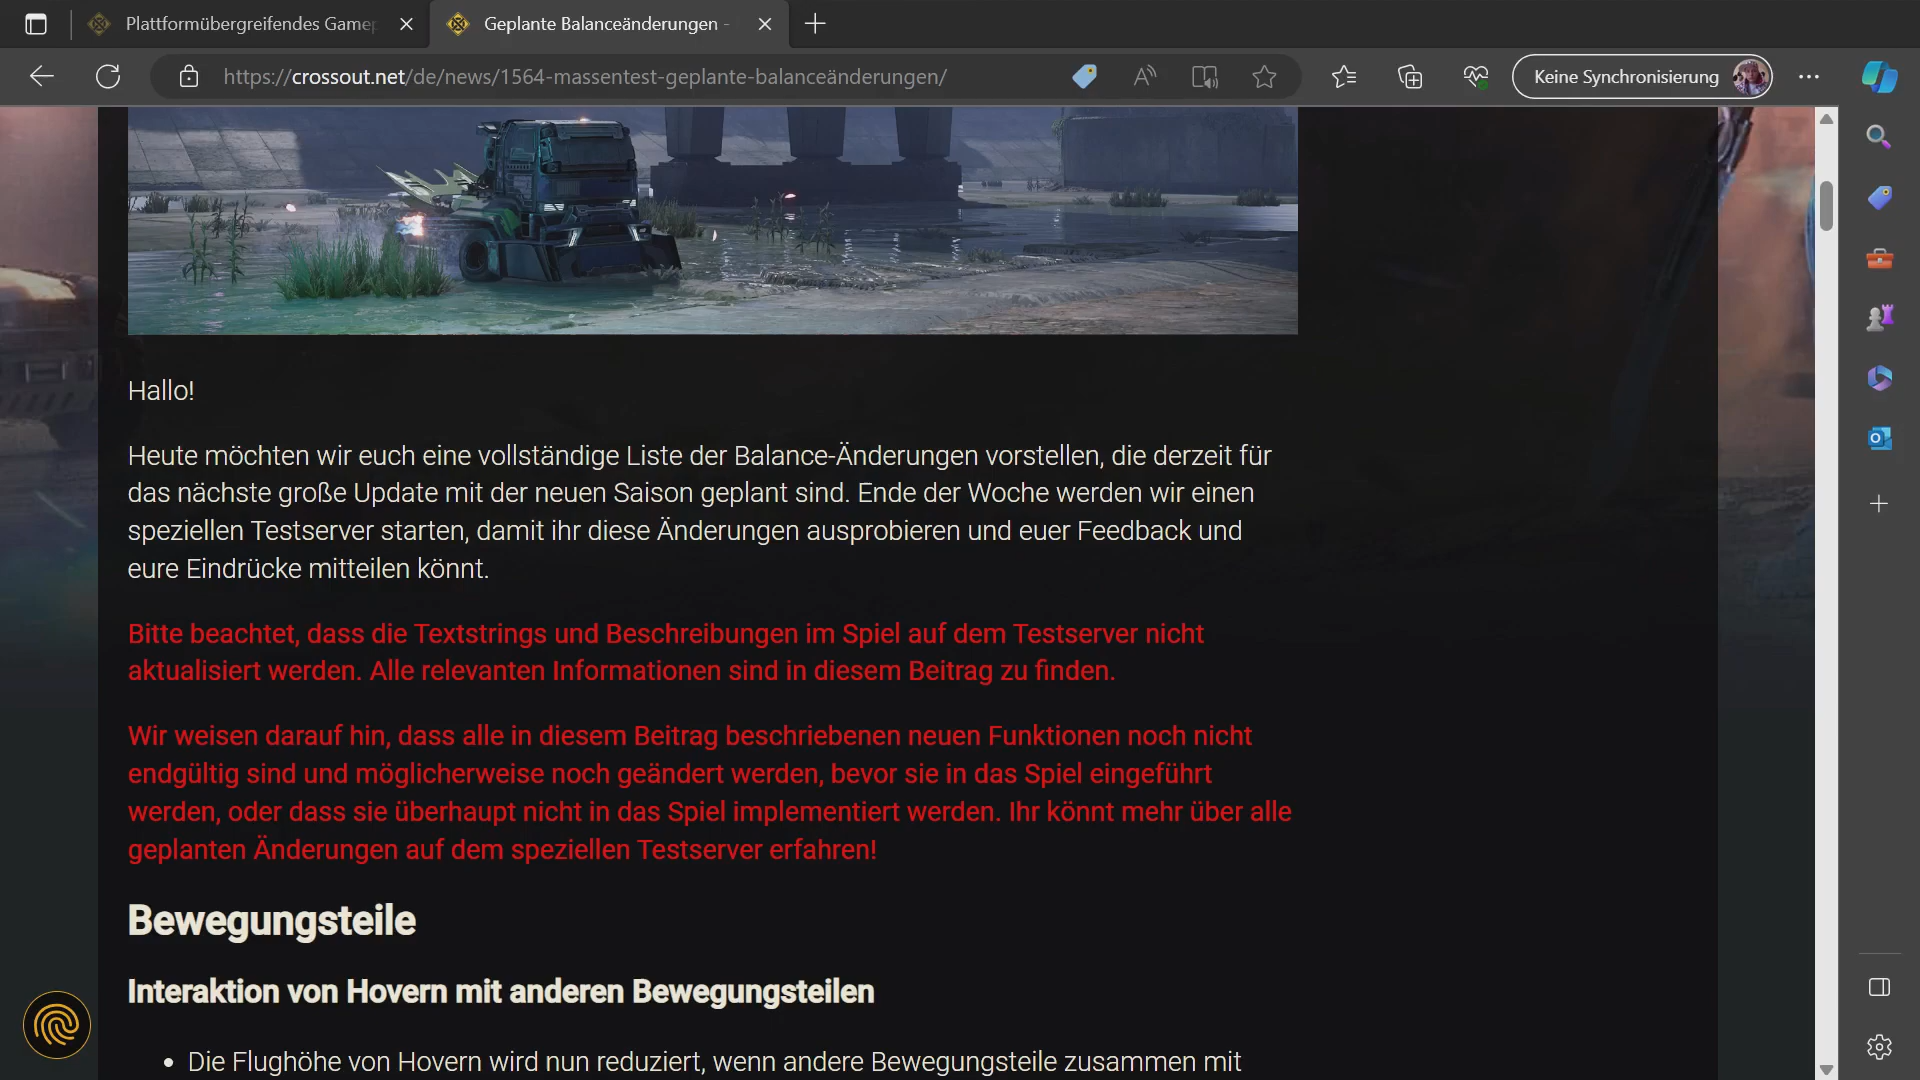 Plattformübergreifendes Game
Geplante Balanceänderungen -
https://crossout.net/de/news/1564-massentest-geplante-balanceänderungen/
Keine Synchronisierung
Hallo!
Heute möchten wir euch eine vollständige Liste der Balance-Änderungen vorstellen, die derzeit für
das nächste große Update mit der neuen Saison geplant sind. Ende der Woche werden wir einen
speziellen Testserver starten, damit ihr diese Änderungen ausprobieren und euer Feedback und
eure Eindrücke mitteilen könnt.
Bitte beachtet, dass die Textstrings und Beschreibungen im Spiel auf dem Testserver nicht
aktualisiert werden. Alle relevanten Informationen sind in diesem Beitrag zu finden.
Wir weisen darauf hin, dass alle in diesem Beitrag beschriebenen neuen Funktionen noch nicht
endgültig sind und möglicherweise noch geändert werden, bevor sie in das Spiel eingeführt
werden, oder dass sie überhaupt nicht in das Spiel implementiert werden. Ihr könnt mehr über alle
geplanten Änderungen auf dem speziellen Testserver erfahren!
Bewegungsteile
Interaktion von Hovern mit anderen Bewegungsteilen
• Die Flughöhe von Hovern wird nun reduziert, wenn andere Bewegungsteile zusammen mit